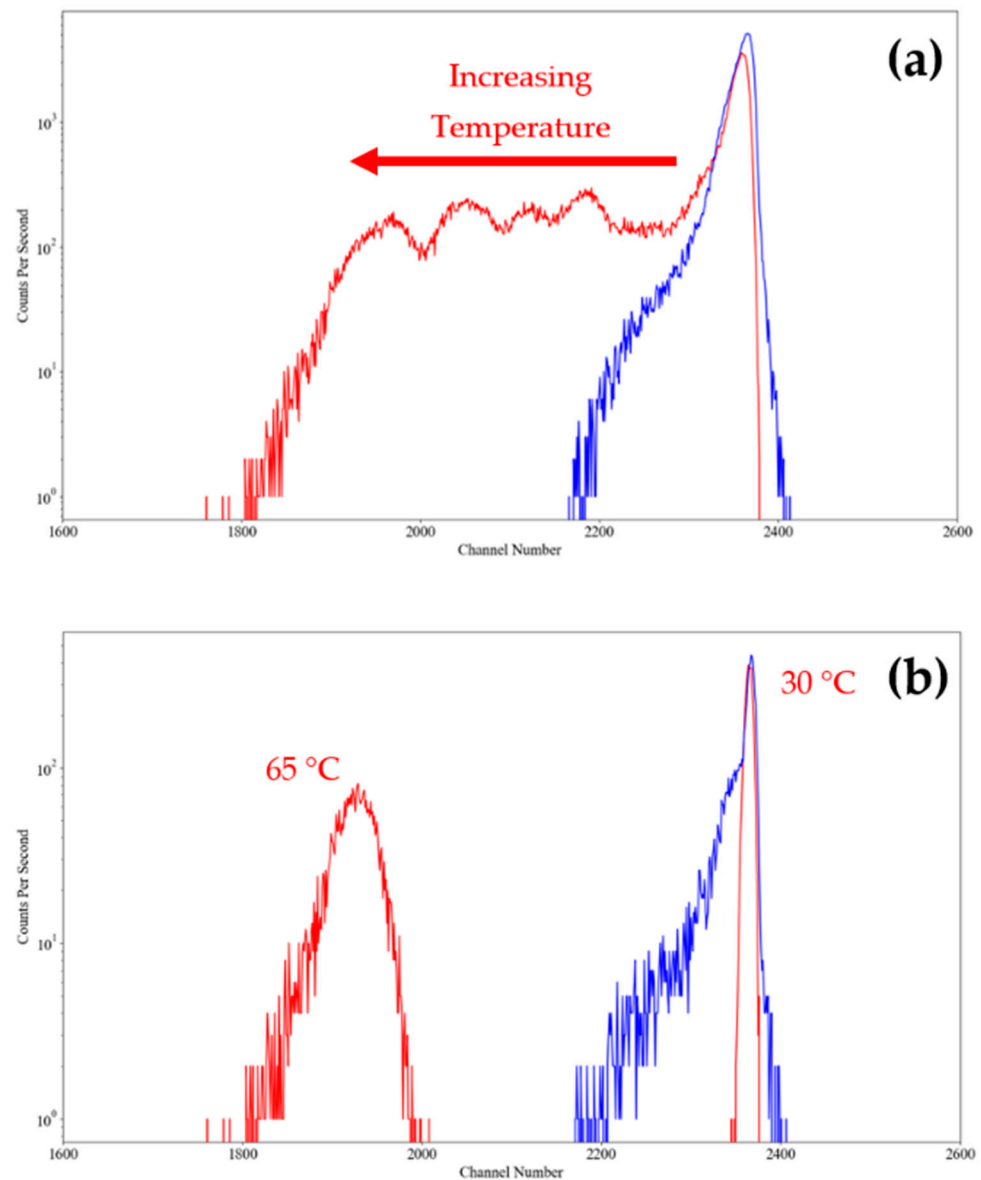 (a)
Increasing
Temperature
Counts Per Second
10³
10²
10¹
10⁰
1600 1800 2000 2200 2400 2600
Channel Number
(b)
30 °C
65 °C
Counts Per Second
10²
10¹
10⁰
1600 1800 2000 2200 2400 2600
Channel Number